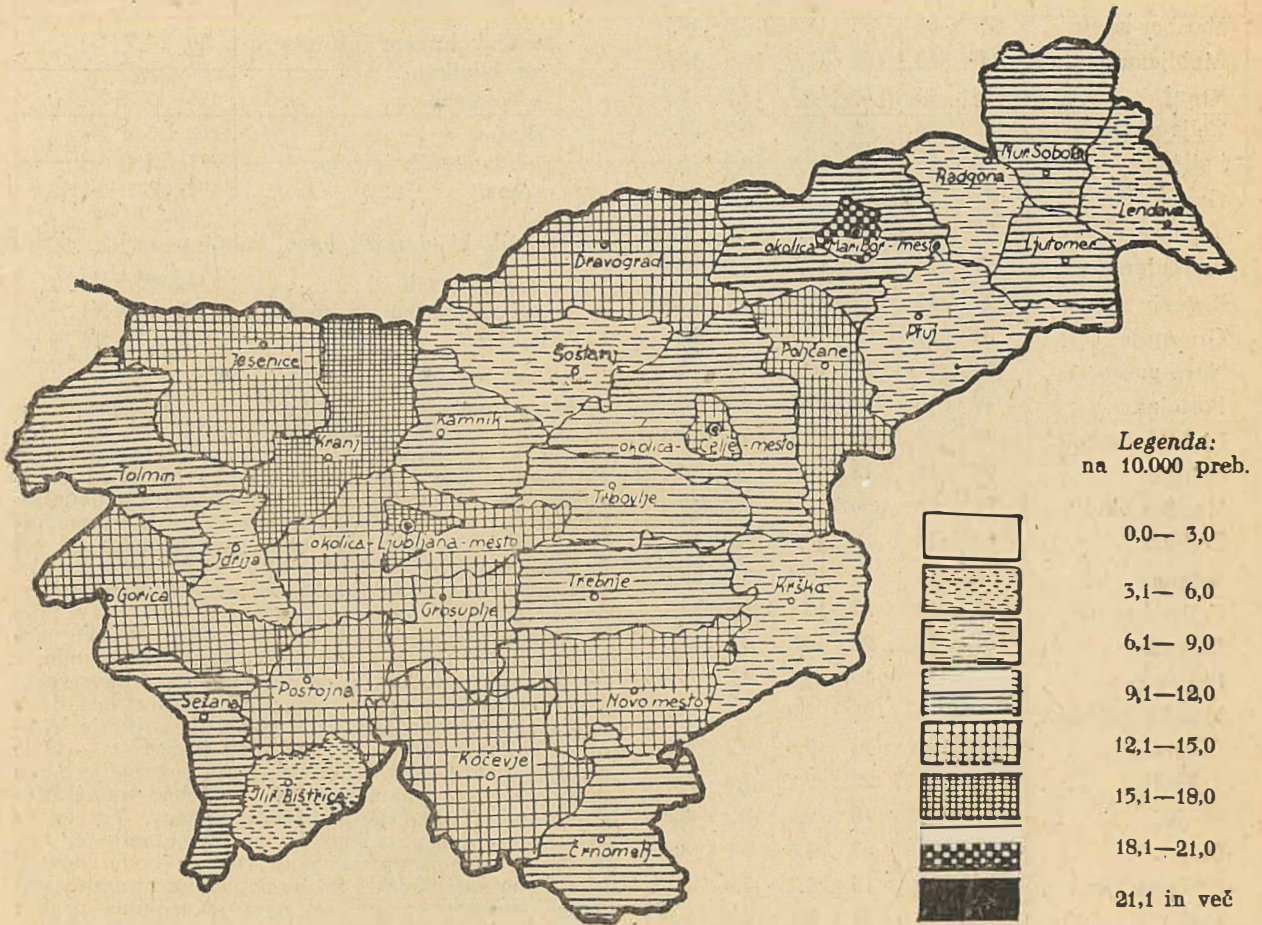 Mur. Sobota
Radgona
Lendava
Ljutomer
okolica - Maribor - mesto
Dravograd
Ptuj
Poljčane
Šoštanj
Jesenice
Kamnik
Kranj
okolica - Celje - mesto
Tolmin
Trbovlje
okolica - Ljubljana - mesto
Idrija
Gorica
Trebnje
Krško
Grosuplje
Postojna
Novo mesto
Sežana
Kočevje
Ilir. Bistrica
Črnomelj
Legenda:
na 10.000 preb.
0,0— 3,0
3,1— 6,0
6,1— 9,0
9,1—12,0
12,1—15,0
15,1—18,0
18,1—21,0
21,1 in več